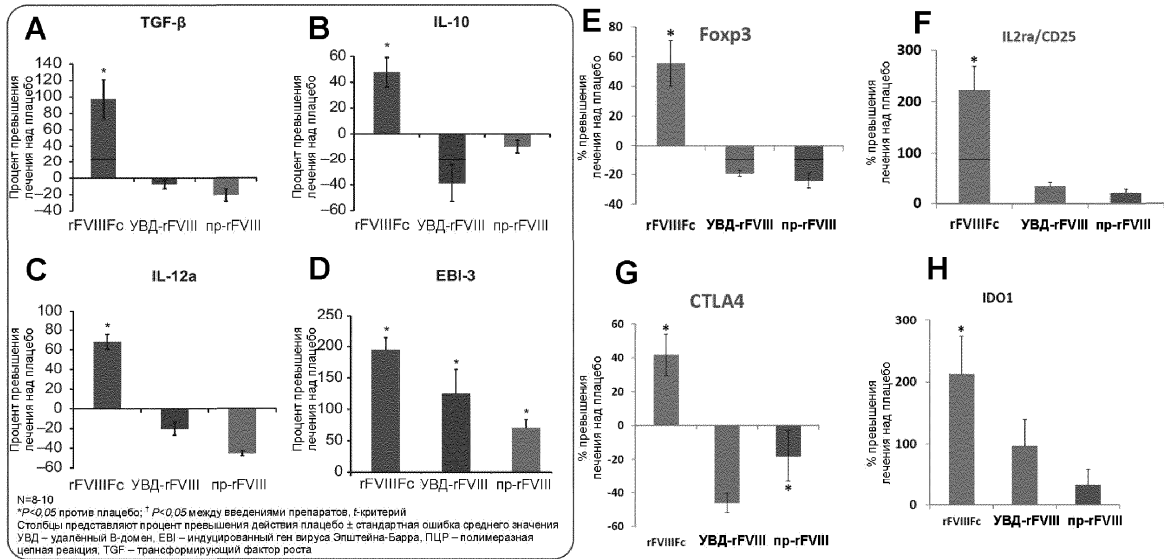 A
TGF-β
Процент превышения
лечения над плацебо
120
100
80
60
40
20
0
–20
–40
*
rFVIIIFc УВД-rFVIII пр-rFVIII
B
IL-10
60
40
20
0
–20
–40
–60
*
rFVIIIFc УВД-rFVIII пр-rFVIII
C
IL-12a
Процент превышения
лечения над плацебо
100
80
60
40
20
0
–20
–40
–60
*
rFVIIIFc УВД-rFVIII пр-rFVIII
D
EBI-3
Процент превышения
лечения над плацебо
250
200
150
100
50
0
* * *
rFVIIIFc УВД-rFVIII пр-rFVIII
N=8-10
*P<0,05 против плацебо; † P<0,05 между введениями препаратов, t-критерий
Столбцы представляют процент превышения действия плацебо ± стандартная ошибка среднего значения
УВД – удалённый В-домен, EBI – индуцированный ген вируса Эпштейна-Барра, ПЦР – полимеразная
цепная реакция, TGF – трансформирующий фактор роста
E
Foxp3
% превышения
лечения над плацебо
80
60
40
20
0
-20
-40
*
rFVIIIFc УВД-rFVIII пр-rFVIII
F
IL2ra/CD25
% превышения
лечения над плацебо
300
200
100
0
*
rFVIIIFc УВД-rFVIII пр-rFVIII
G
CTLA4
% превышения
лечения над плацебо
60
40
20
0
-20
-40
-60
* *
rFVIIIFc УВД-rFVIII пр-rFVIII
H
IDO1
% превышения
лечения над плацебо
300
200
100
0
*
rFVIIIFc УВД-rFVIII пр-rFVIII